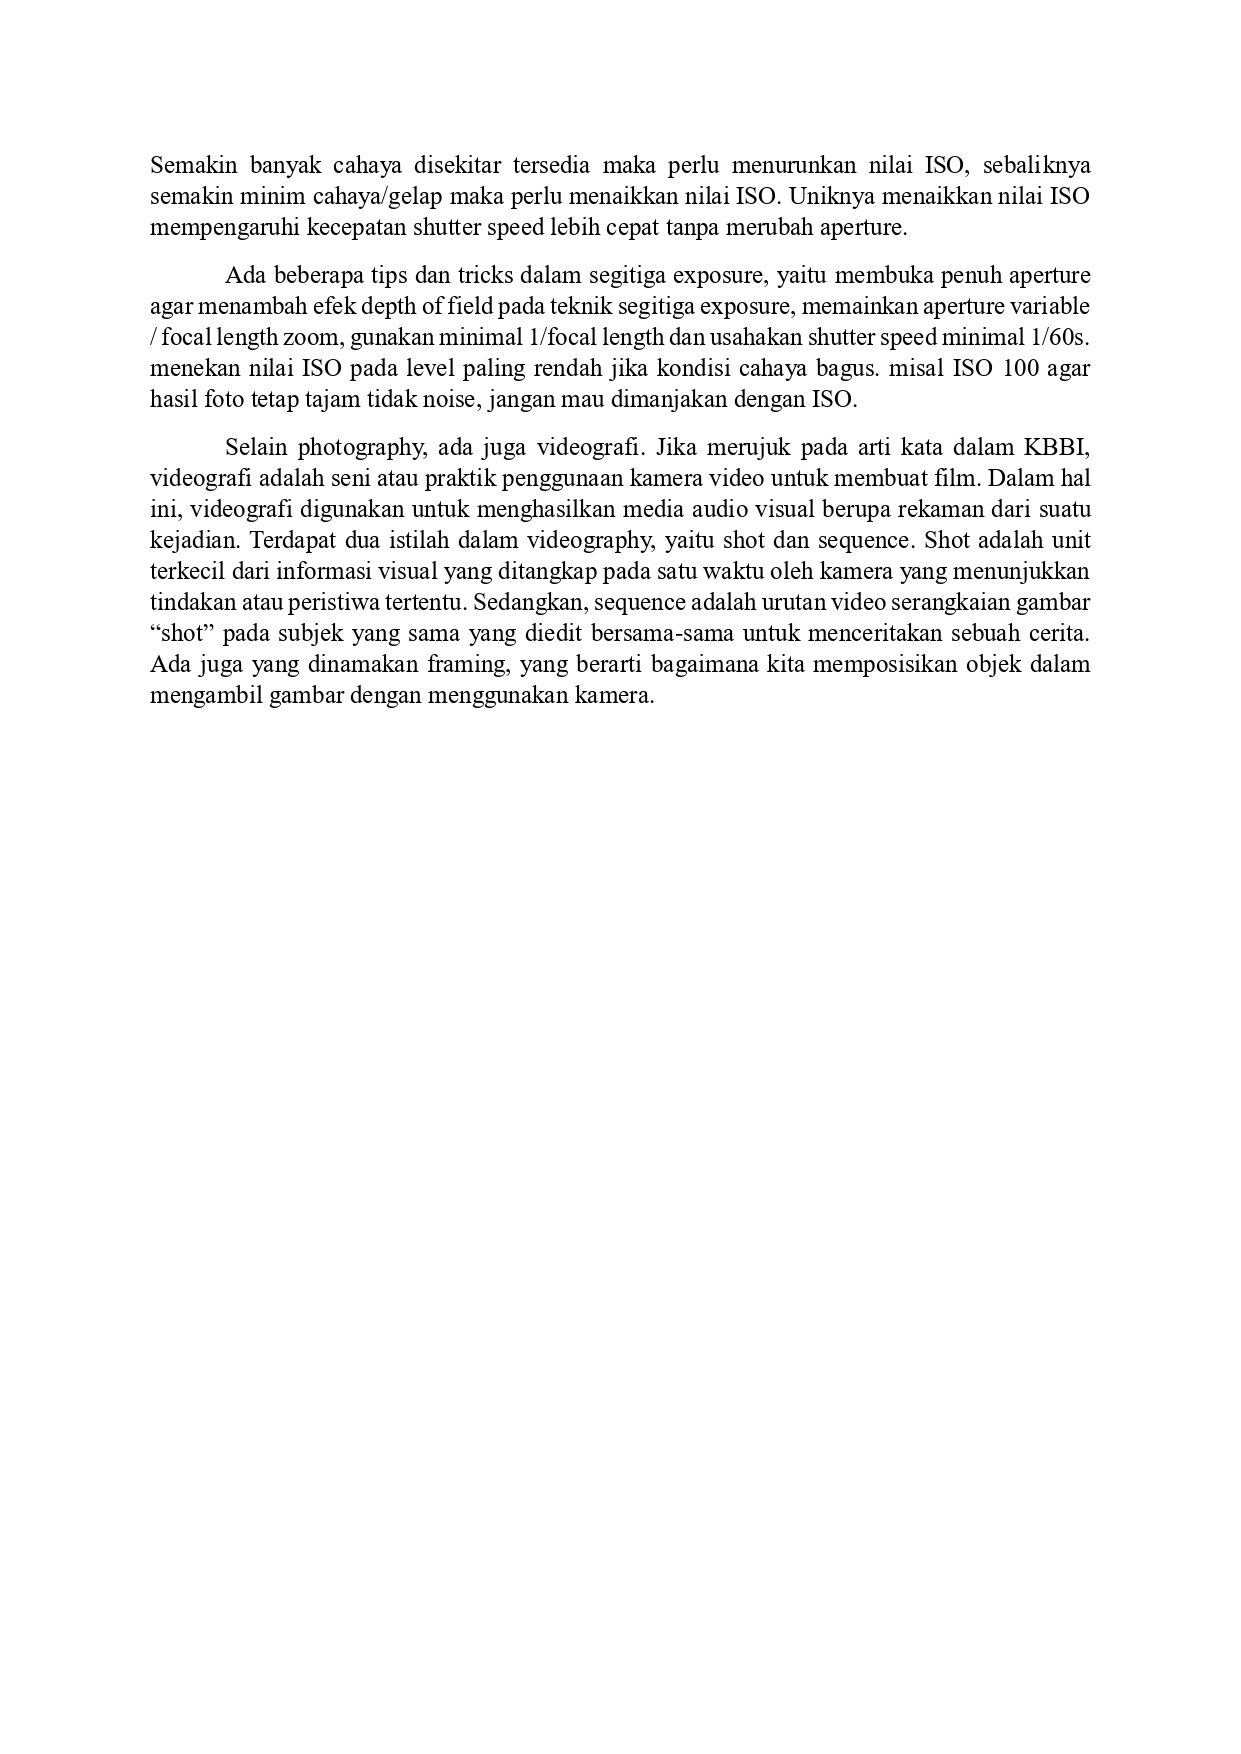 Semakin banyak cahaya disekitar tersedia maka perlu menurunkan nilai ISO, sebaliknya
semakin minim cahaya/gelap maka perlu menaikkan nilai ISO. Uniknya menaikkan nilai ISO
mempengaruhi kecepatan shutter speed lebih cepat tanpa merubah aperture.
Ada beberapa tips dan tricks dalam segitiga exposure, yaitu membuka penuh aperture
agar menambah efek depth of field pada teknik segitiga exposure, memainkan aperture variable
/ focal length zoom, gunakan minimal 1/focal length dan usahakan shutter speed minimal 1/60s.
menekan nilai ISO pada level paling rendah jika kondisi cahaya bagus. misal ISO 100 agar
hasil foto tetap tajam tidak noise, jangan mau dimanjakan dengan ISO.
Selain photography, ada juga videografi. Jika merujuk pada arti kata dalam KBBI,
videografi adalah seni atau praktik penggunaan kamera video untuk membuat film. Dalam hal
ini, videografi digunakan untuk menghasilkan media audio visual berupa rekaman dari suatu
kejadian. Terdapat dua istilah dalam videography, yaitu shot dan sequence. Shot adalah unit
terkecil dari informasi visual yang ditangkap pada satu waktu oleh kamera yang menunjukkan
tindakan atau peristiwa tertentu. Sedangkan, sequence adalah urutan video serangkaian gambar
“shot” pada subjek yang sama yang diedit bersama-sama untuk menceritakan sebuah cerita.
Ada juga yang dinamakan framing, yang berarti bagaimana kita memposisikan objek dalam
mengambil gambar dengan menggunakan kamera.